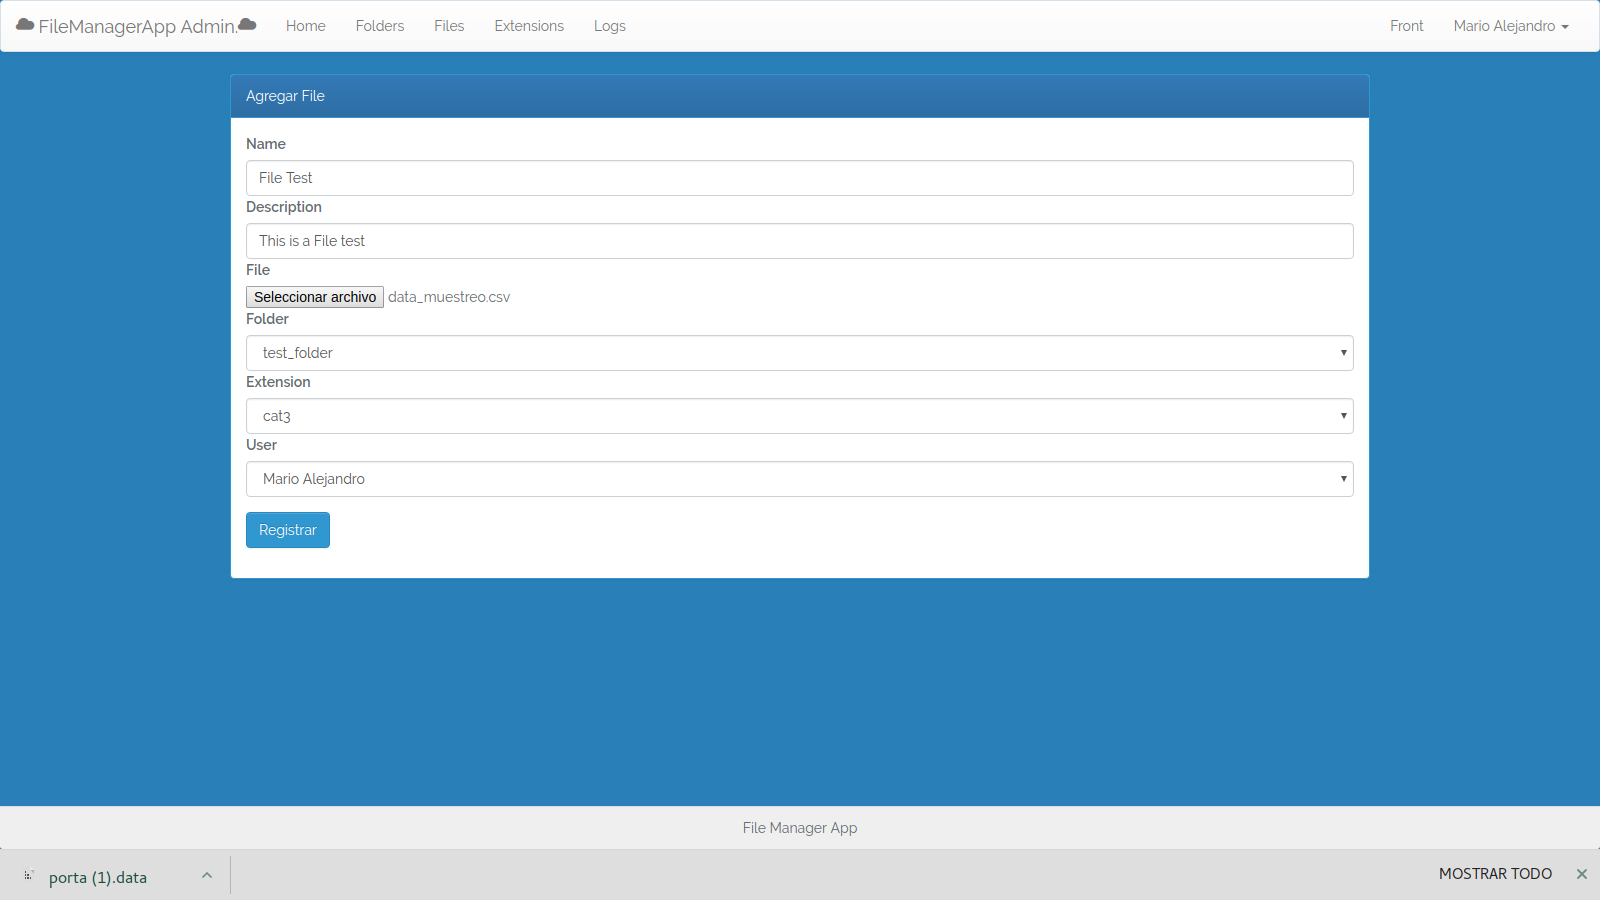 FileManagerApp Admin. Home Folders Files Extensions Logs Front Mario Alejandro
Agregar File
Name
File Test
Description
This is a File test
File
Seleccionar archivo data_muestreo.csv
Folder
test_folder
Extension
cat3
User
Mario Alejandro
Registrar
File Manager App
porta (1).data MOSTRAR TODO